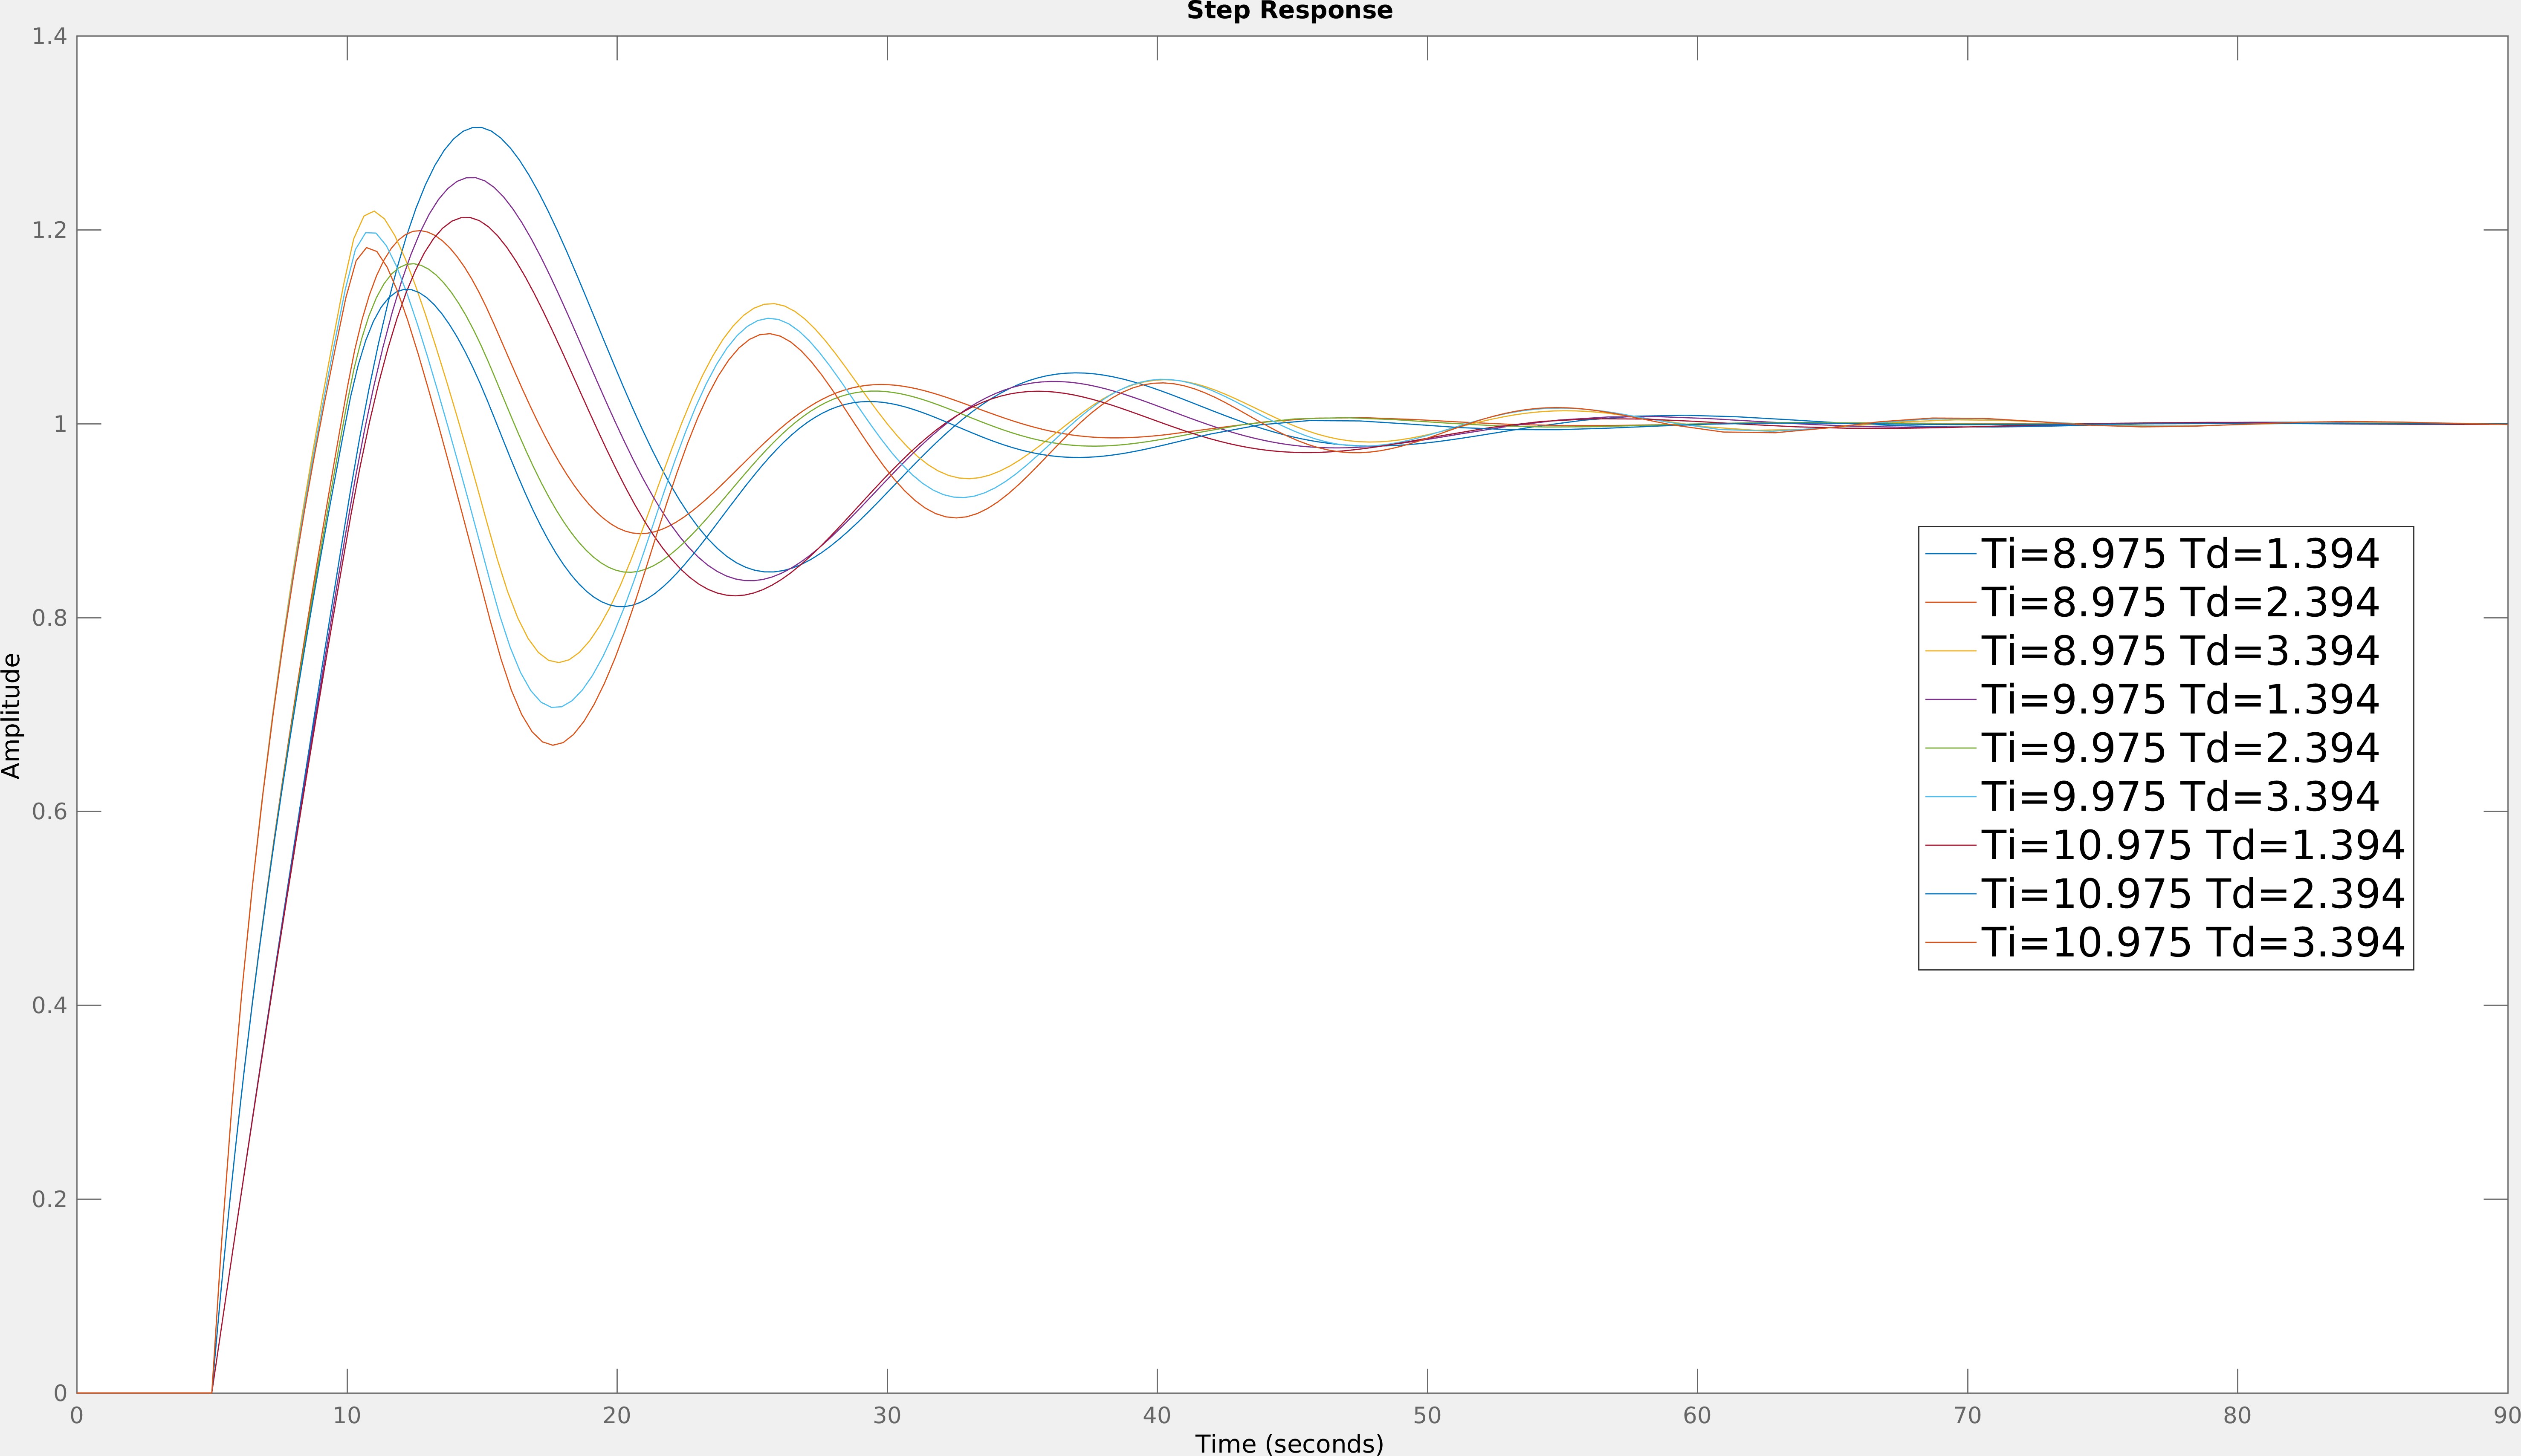 Step Response
1.4
1.2
1
0.8
0.6
0.4
0.2
0
Amplitude
0 10 20 30 40 50 60 70 80 90
Time (seconds)
Ti=8.975 Td=1.394
Ti=8.975 Td=2.394
Ti=8.975 Td=3.394
Ti=9.975 Td=1.394
Ti=9.975 Td=2.394
Ti=9.975 Td=3.394
Ti=10.975 Td=1.394
Ti=10.975 Td=2.394
Ti=10.975 Td=3.394